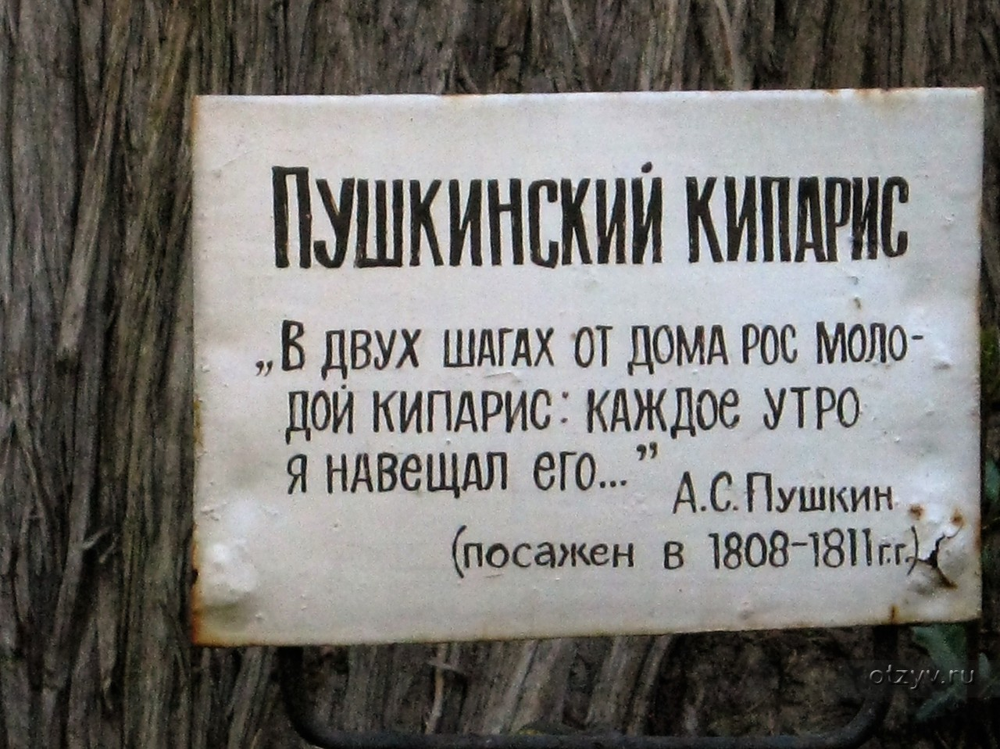 ПУШКИНСКИЙ КИПАРИС
„В ДВУХ ШАГАХ ОТ ДОМА РОС МОЛО-
ДОЙ КИПАРИС: КАЖДОЕ УТРО
Я НАВЕЩАЛ ЕГО...”
А.С. Пушкин
(посажен в 1808-1811г.г.)
otzyv.ru